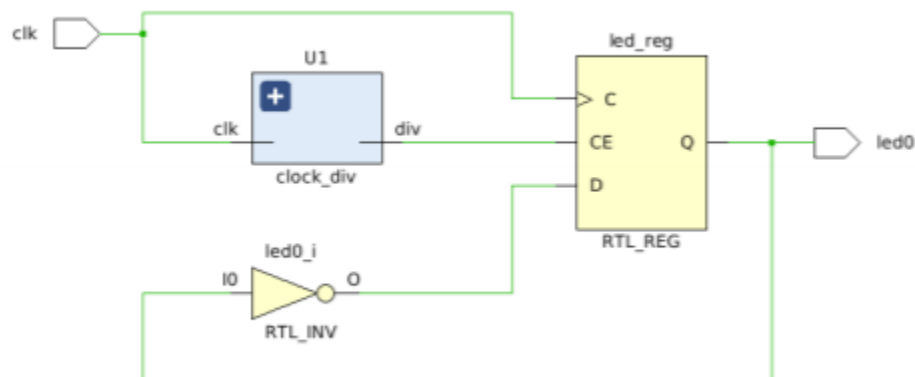 clk
U1
clk
div
clock_div
led_reg
C
CE
Q
D
RTL_REG
led0
led0_i
I0
O
RTL_INV